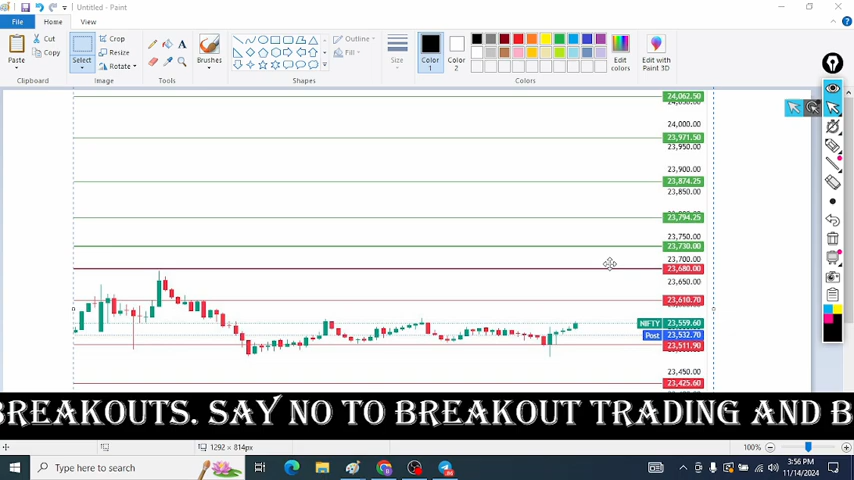 Untitled - Paint
File Home View
Paste
Cut
Copy
Clipboard
Select
Crop
Resize
Rotate
Image
A
Tools
Brushes
Outline
Fill
Shapes
Size
Color
1
Color
2
Edit
colors
Edit with
Paint 3D
Colors
24,062.50
24,000.00
23,971.50
23,950.00
23,900.00
23,874.25
23,850.00
23,794.25
23,750.00
23,730.00
23,700.00
23,680.00
23,650.00
23,610.70
NIFTY 23,559.60
Post 23,532.70
23,511.90
23,450.00
23,425.60
BREAKOUTS. SAY NO TO BREAKOUT TRADING AND B
1292 × 814px
100%
Type here to search
3:56 PM
11/14/2024